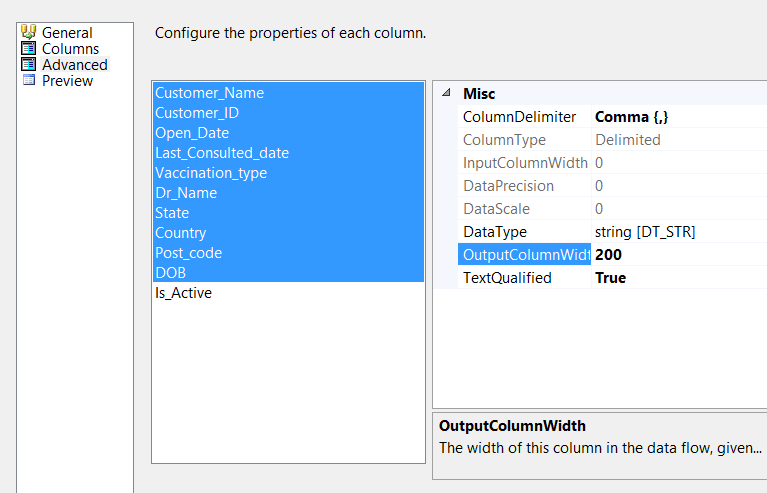 General
Columns
Advanced
Preview
Configure the properties of each column.
Customer_Name
Customer_ID
Open_Date
Last_Consulted_date
Vaccination_type
Dr_Name
State
Country
Post_code
DOB
Is_Active
Misc
ColumnDelimiter Comma {,}
ColumnType Delimited
InputColumnWidth 0
DataPrecision 0
DataScale 0
DataType string [DT_STR]
OutputColumnWidt 200
TextQualified True
OutputColumnWidth
The width of this column in the data flow, given...